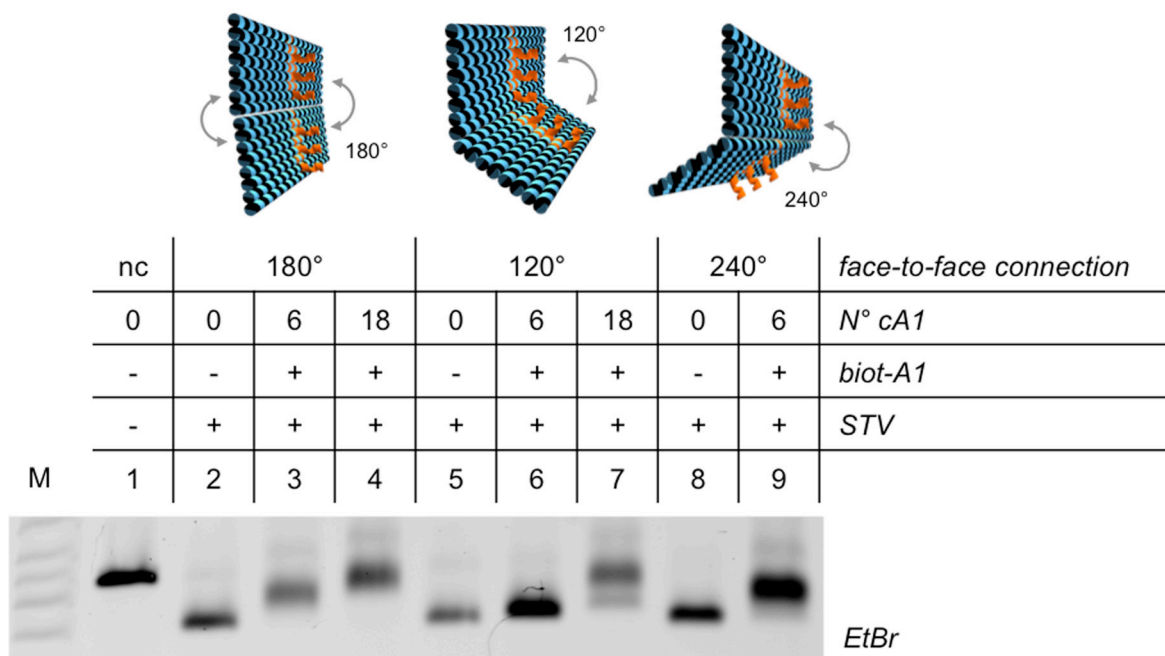 180°
120°
240°
nc 180° 120° 240° face-to-face connection
0 0 6 18 0 6 18 0 6 N° cA1
- - + + - + + - + biot-A1
- + + + + + + + + STV
M 1 2 3 4 5 6 7 8 9
EtBr